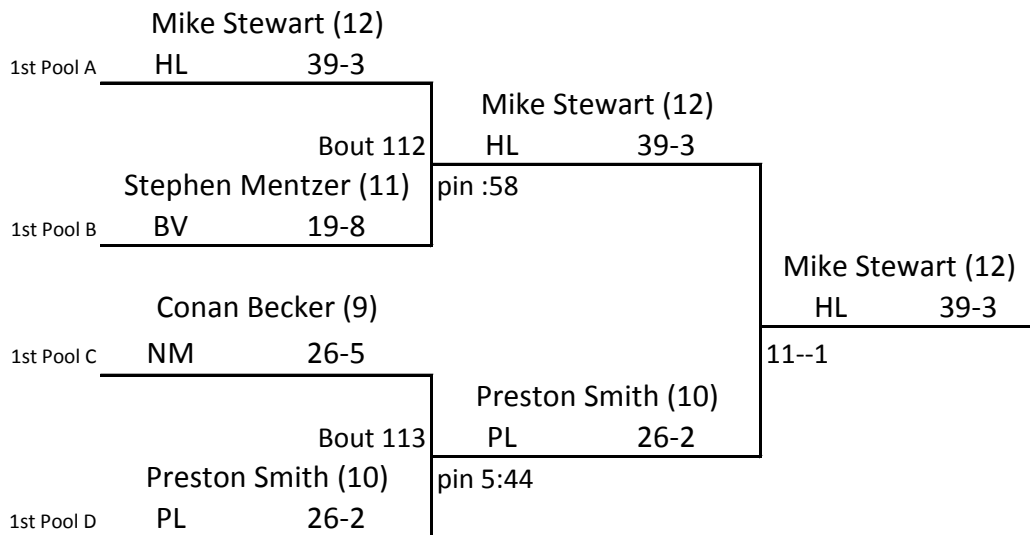 Mike Stewart (12)
1st Pool A HL 39-3
Mike Stewart (12)
Bout 112 HL 39-3
Stephen Mentzer (11) pin :58
1st Pool B BV 19-8
Mike Stewart (12)
Conan Becker (9) HL 39-3
1st Pool C NM 26-5 11--1
Preston Smith (10)
Bout 113 PL 26-2
Preston Smith (10) pin 5:44
1st Pool D PL 26-2